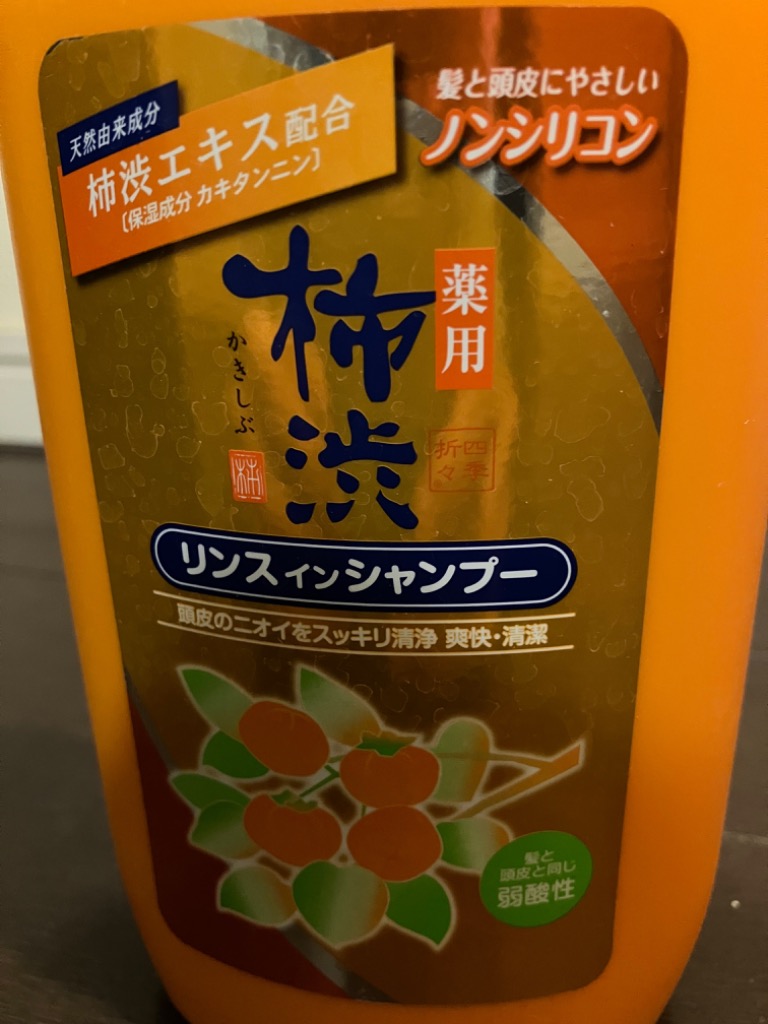 天然由来成分
柿渋エキス配合
〔保湿成分 カキタンニン〕
髪と頭皮にやさしい
ノンシリコン
薬用
柿渋
かきしぶ
柿
四季
折々
リンスインシャンプー
頭皮のニオイをスッキリ清浄 爽快・清潔
髪と
頭皮と同じ
弱酸性